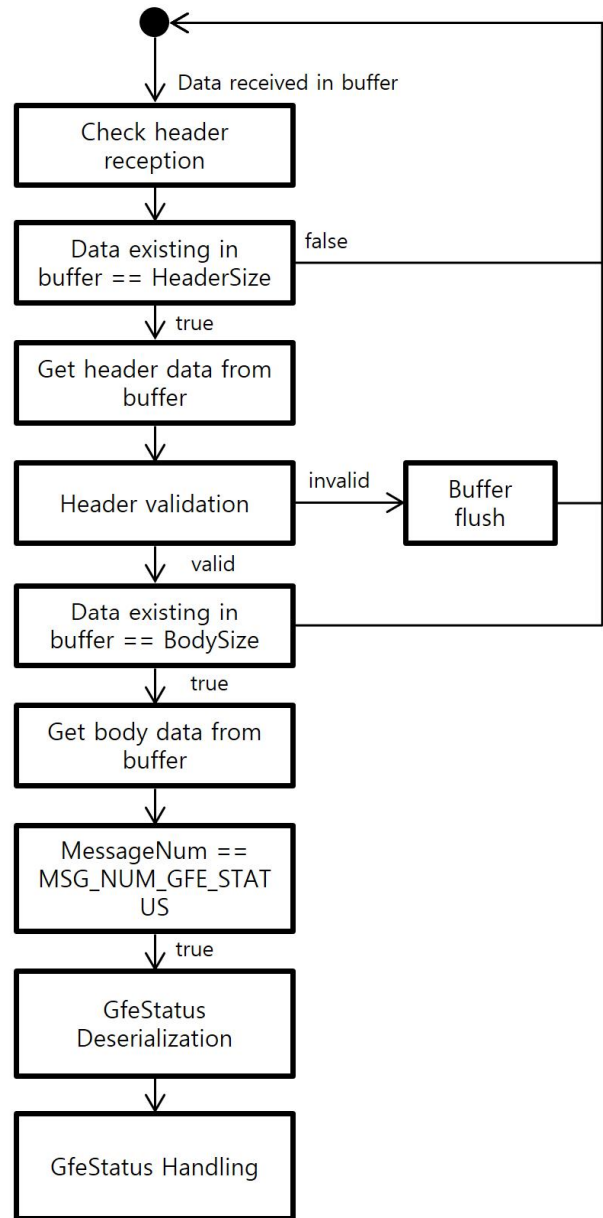 Data received in buffer
Check header
reception
Data existing in
buffer == HeaderSize
false
true
Get header data from
buffer
Header validation
invalid
Buffer
flush
valid
Data existing in
buffer == BodySize
true
Get body data from
buffer
MessageNum ==
MSG_NUM_GFE_STAT
US
true
GfeStatus
Deserialization
GfeStatus Handling